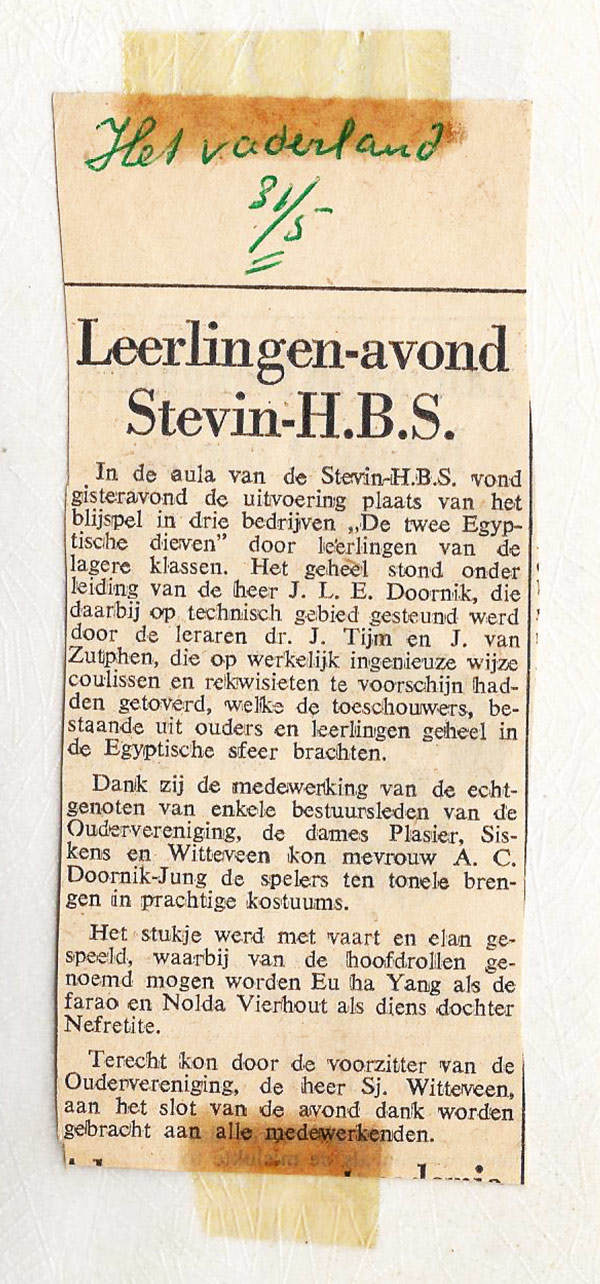 Het vaderland
31/5
Leerlingen-avond
Stevin-H.B.S.
In de aula van de Stevin-H.B.S. vond
gisteravond de uitvoering plaats van het
blijspel in drie bedrijven „De twee Egyp-
tische dieven” door leerlingen van de
lagere klassen. Het geheel stond onder
leiding van de heer J. L. E. Doornik, die
daarbij op technisch gebied gesteund werd
door de leraren dr. J. Tijm en J. van
Zutphen, die op werkelijk ingenieuze wijze
coulissen en rekwisieten te voorschijn had-
den getoverd, welke de toeschouwers, be-
staande uit ouders en leerlingen geheel in
de Egyptische sfeer brachten.
Dank zij de medewerking van de echt-
genoten van enkele bestuursleden van de
Oudervereniging, de dames Plasier, Sis-
kens en Witteveen kon mevrouw A. C.
Doornik-Jung de spelers ten tonele bren-
gen in prachtige kostuums.
Het stukje werd met vaart en elan ge-
speeld, waarbij van de hoofdrollen ge-
noemd mogen worden Eu ha Yang als de
farao en Nolda Vierhout als diens dochter
Nefretite.
Terecht kon door de voorzitter van de
Oudervereniging, de heer Sj. Witteveen,
aan het slot van de avond dank worden
gebracht aan alle medewerkenden.